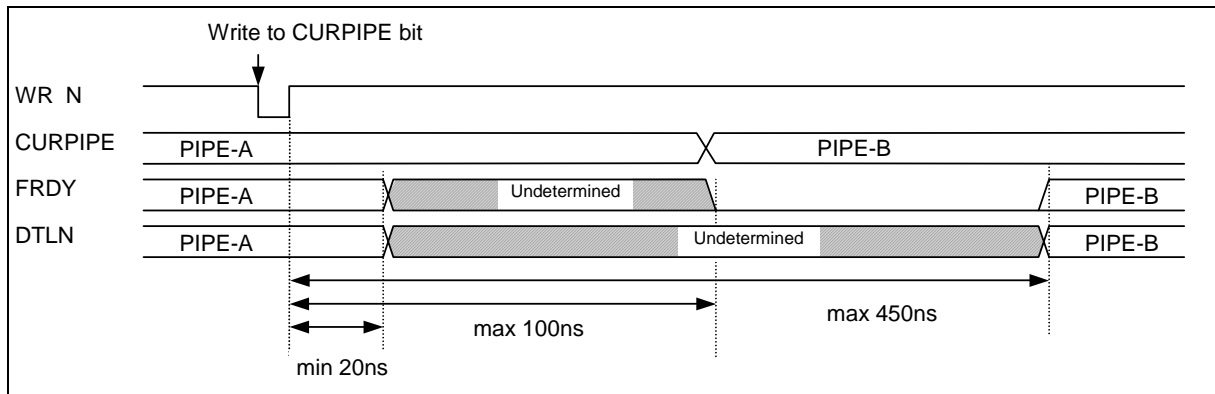 Write to CURPIPE bit
WR N
CURPIPE PIPE-A PIPE-B
FRDY PIPE-A Undetermined PIPE-B
DTLN PIPE-A Undetermined PIPE-B
max 450ns
max 100ns
min 20ns